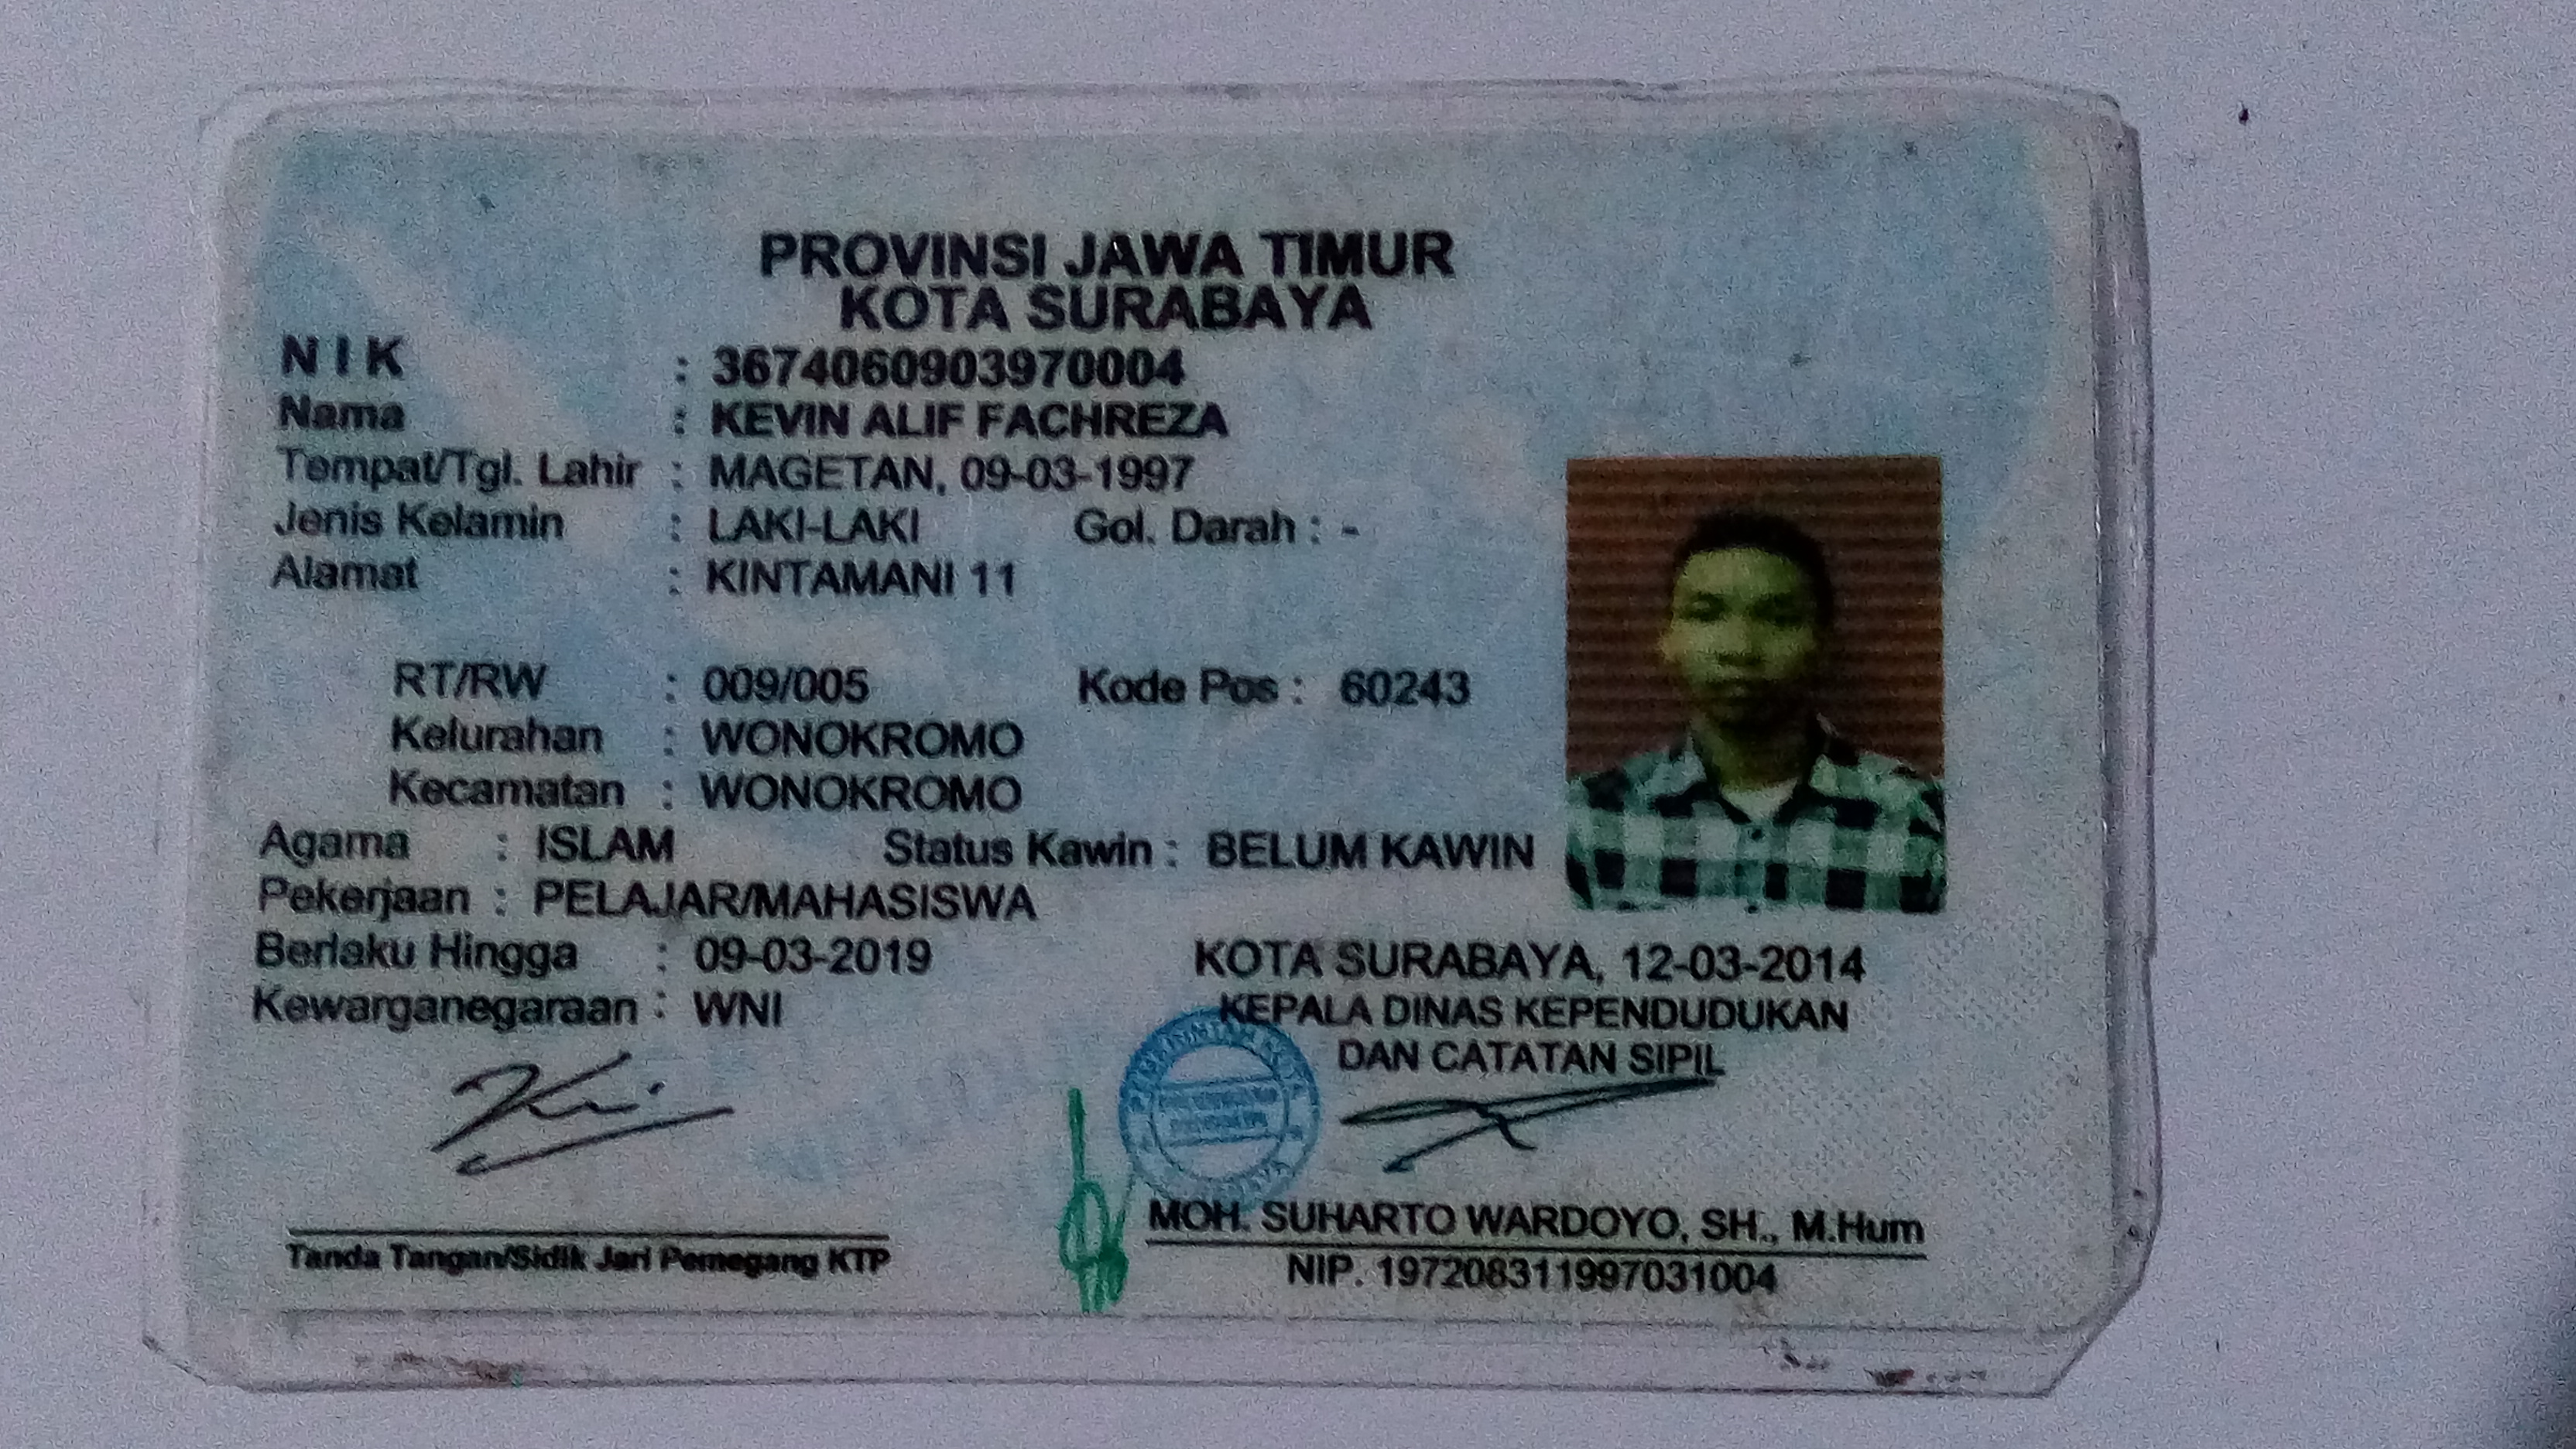 PROVINSI JAWA TIMUR
KOTA SURABAYA
NIK : 3674060903970004
Nama : KEVIN ALIF FACHREZA
Tempat/Tgl. Lahir : MAGETAN, 09-03-1997
Jenis Kelamin : LAKI-LAKI Gol. Darah : -
Alamat : KINTAMANI 11
RT/RW : 009/005 Kode Pos : 60243
Kelurahan : WONOKROMO
Kecamatan : WONOKROMO
Agama : ISLAM Status Kawin : BELUM KAWIN
Pekerjaan : PELAJAR/MAHASISWA
Berlaku Hingga : 09-03-2019
Kewarganegaraan : WNI
KOTA SURABAYA, 12-03-2014
KEPALA DINAS KEPENDUDUKAN
DAN CATATAN SIPIL
MOH. SUHARTO WARDOYO, SH., M.Hum
NIP. 197208311997031004
Tanda Tangan/Sidik Jari Pemegang KTP